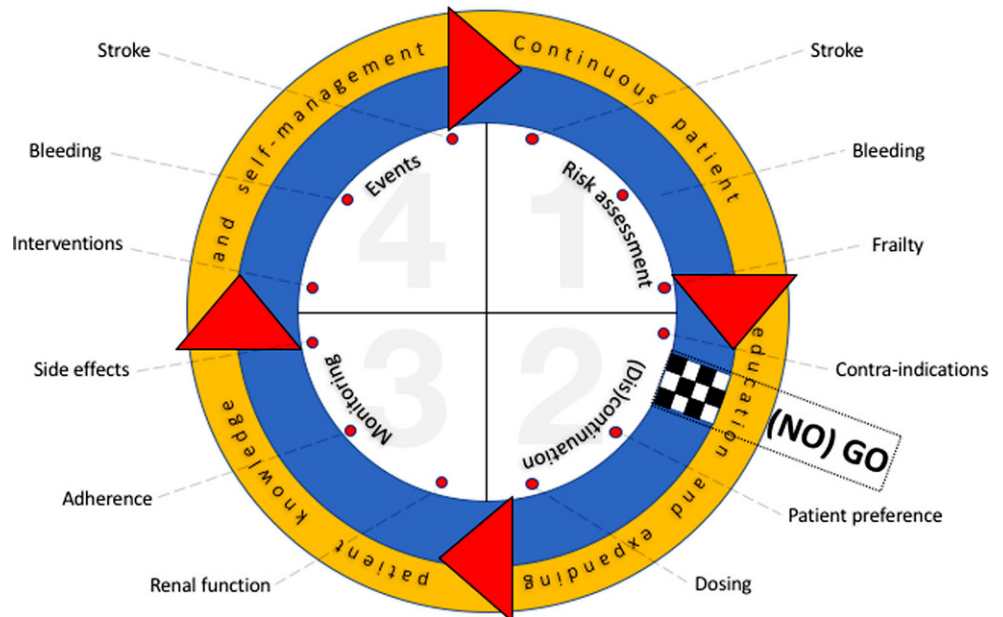 Stroke
Bleeding
Interventions
Side effects
Adherence
Renal function
Stroke
Bleeding
Frailty
Contra-indications
Patient preference
Dosing
Continuous patient
education and expanding
patient knowledge
and self-management
1
Risk assessment
2
(Dis)continuation
3
Monitoring
4
Events
(NO) GO